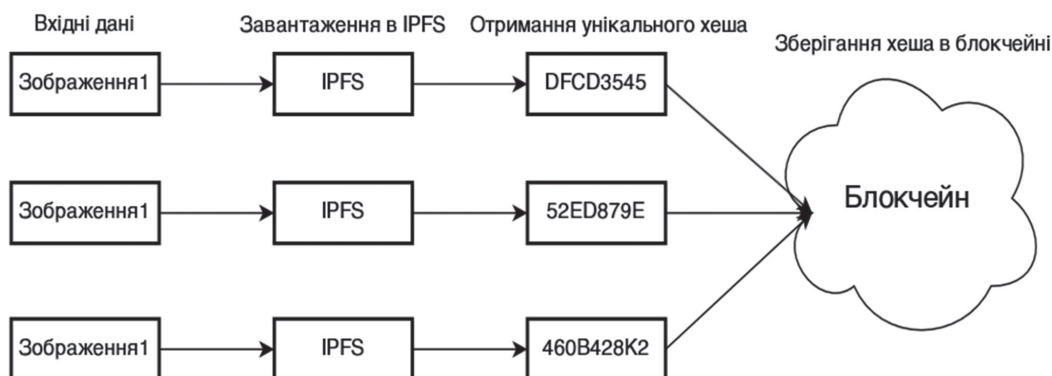 Вхідні дані
Завантаження в IPFS
Отримання унікального хеша
Зберігання хеша в блокчейні
Зображення1
IPFS
DFCD3545
Зображення1
IPFS
52ED879E
Блокчейн
Зображення1
IPFS
460B428K2